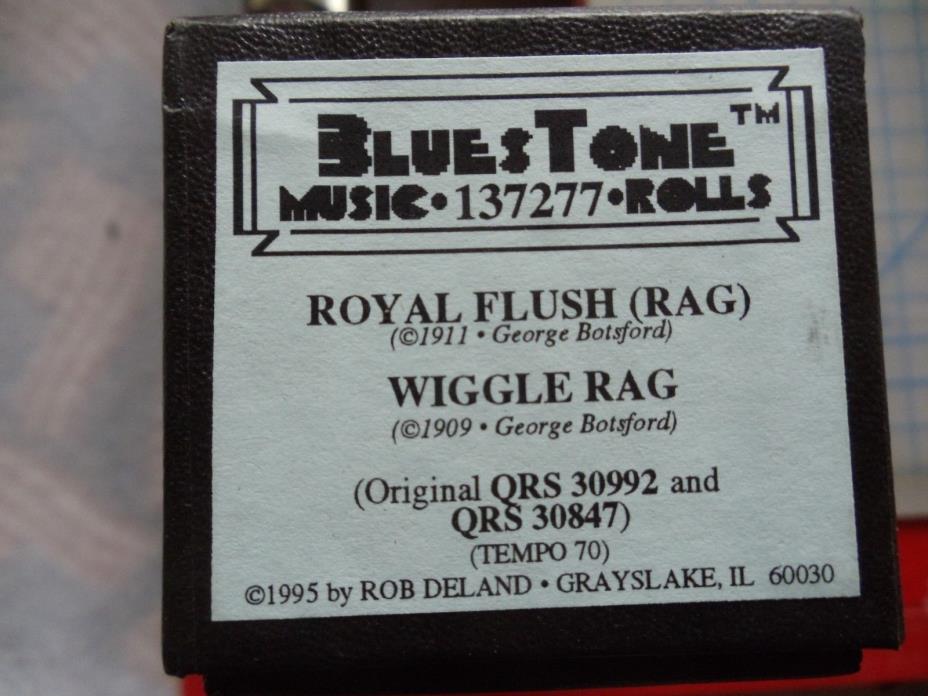 BLUESTONE™
MUSIC•137277•ROLLS
ROYAL FLUSH (RAG)
(©1911 • George Botsford)
WIGGLE RAG
(©1909 • George Botsford)
(Original QRS 30992 and
QRS 30847)
(TEMPO 70)
©1995 by ROB DELAND • GRAYSLAKE, IL 60030